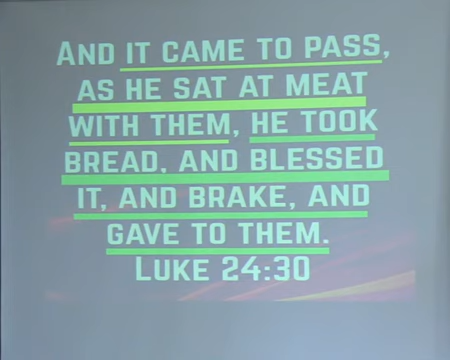 AND IT CAME TO PASS,
AS HE SAT AT MEAT
WITH THEM, HE TOOK
BREAD, AND BLESSED
IT, AND BRAKE, AND
GAVE TO THEM.
LUKE 24:30